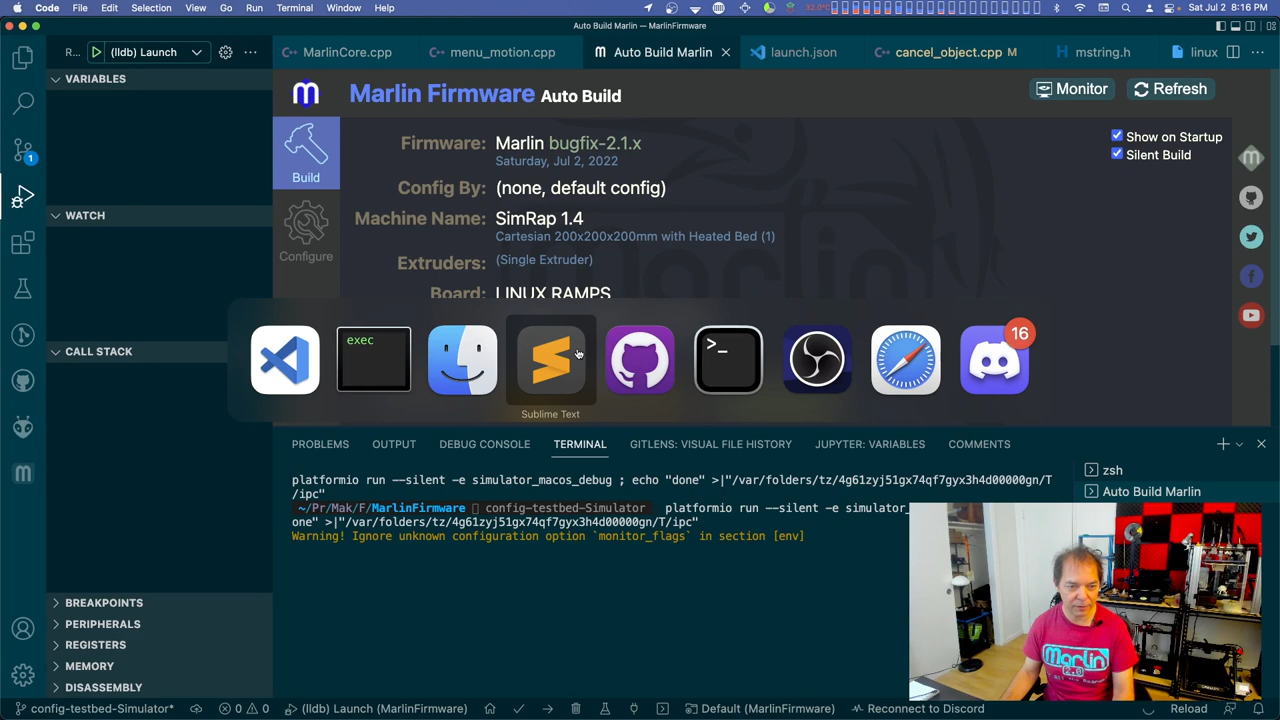 Code File Edit Selection View Go Run Terminal Window Help 32.0°C Sat Jul 2 8:16 PM
Auto Build Marlin — MarlinFirmware
R... (lldb) Launch
MarlinCore.cpp menu_motion.cpp Auto Build Marlin launch.json cancel_object.cpp M mstring.h linux
VARIABLES
WATCH
CALL STACK
BREAKPOINTS
PERIPHERALS
REGISTERS
MEMORY
DISASSEMBLY
1
Marlin Firmware Auto Build
Monitor Refresh
Build
Configure
Firmware: Marlin bugfix-2.1.x
Saturday, Jul 2, 2022
Show on Startup
Silent Build
Config By: (none, default config)
Machine Name: SimRap 1.4
Cartesian 200x200x200mm with Heated Bed (1)
Extruders: (Single Extruder)
Board: LINUX RAMPS
exec
16
Sublime Text
PROBLEMS OUTPUT DEBUG CONSOLE TERMINAL GITLENS: VISUAL FILE HISTORY JUPYTER: VARIABLES COMMENTS
platformio run --silent -e simulator_macos_debug ; echo "done" >|"/var/folders/tz/4g61zyj51gx74qf7gyx3h4d00000gn/T
/ipc"
~/Pr/Mak/F/MarlinFirmware config-testbed-Simulator platformio run --silent -e simulator_
one" >|"/var/folders/tz/4g61zyj51gx74qf7gyx3h4d00000gn/T/ipc"
Warning! Ignore unknown configuration option `monitor_flags` in section [env]
zsh
Auto Build Marlin
Marlin
2.0
config-testbed-Simulator* 0 0 (lldb) Launch (MarlinFirmware) Default (MarlinFirmware) Reconnect to Discord Reload